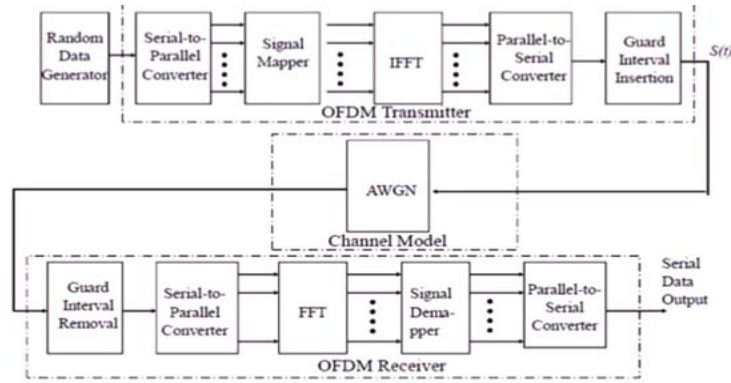 Random
Data
Generator
Serial-to-
Parallel
Converter
Signal
Mapper
IFFT
Parallel-to-
Serial
Converter
Guard
Interval
Insertion
S(t)
OFDM Transmitter
AWGN
Channel Model
Guard
Interval
Removal
Serial-to-
Parallel
Converter
FFT
Signal
Dema-
pper
Parallel-to-
Serial
Converter
Serial
Data
Output
OFDM Receiver